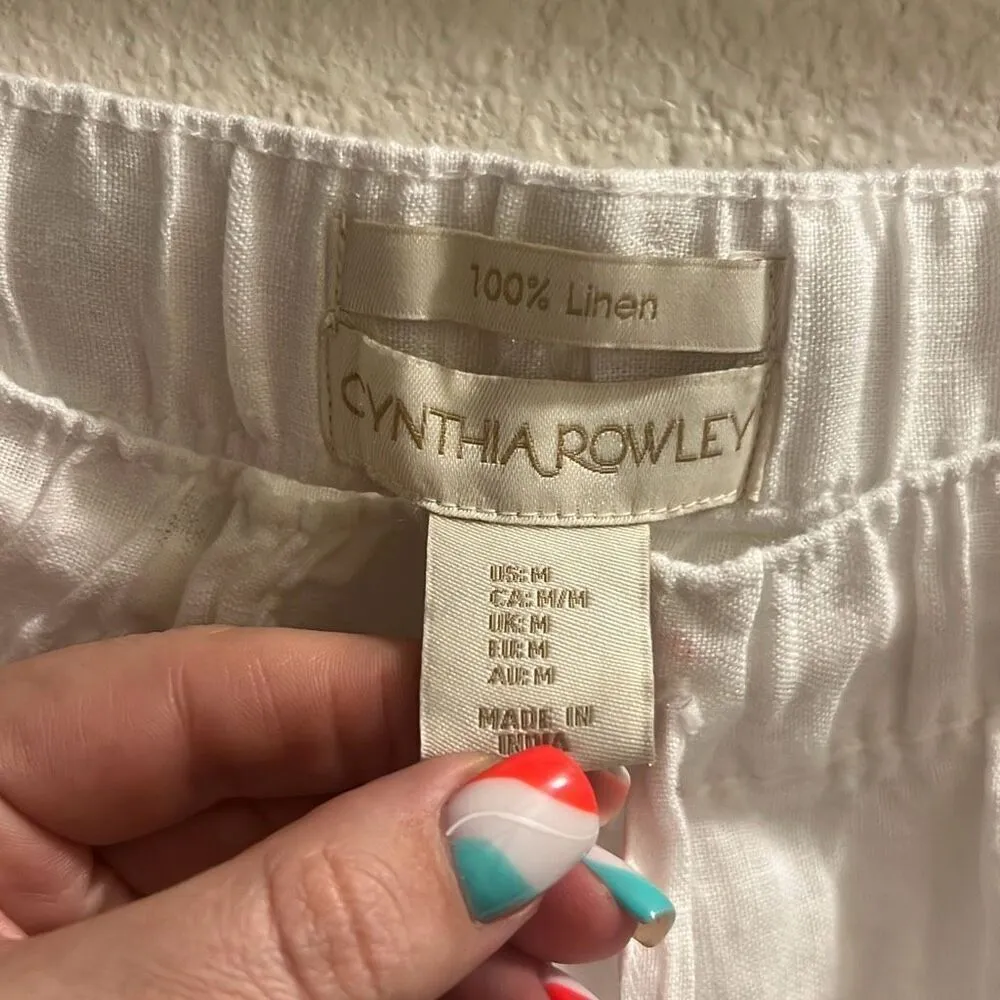 100% Linen
CYNTHIA ROWLEY
US: M
CA: M/M
UK: M
EU: M
AU: M
MADE IN
INDIA